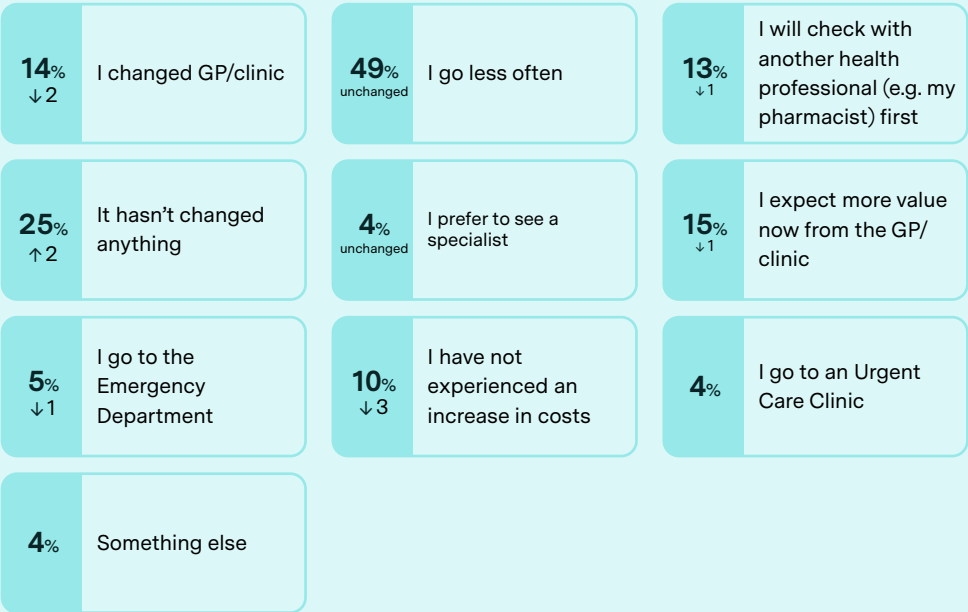 14%
↓2
I changed GP/clinic
49%
unchanged
I go less often
13%
↓1
I will check with
another health
professional (e.g. my
pharmacist) first
25%
↑2
It hasn’t changed
anything
4%
unchanged
I prefer to see a
specialist
15%
↓1
I expect more value
now from the GP/
clinic
5%
↓1
I go to the
Emergency
Department
10%
↓3
I have not
experienced an
increase in costs
4%
I go to an Urgent
Care Clinic
4%
Something else